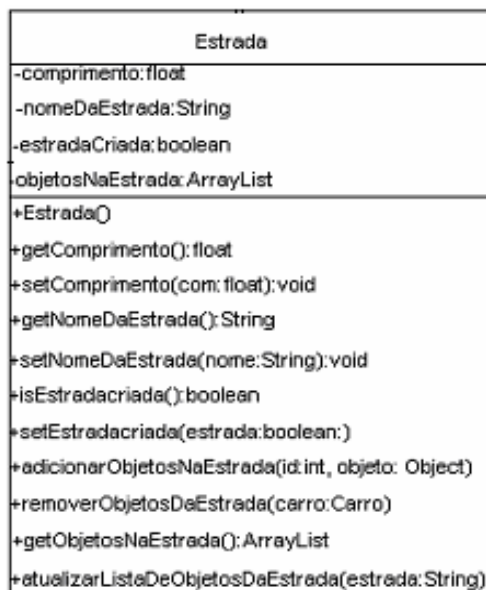 Estrada
-comprimento:float
-nomeDaEstrada:String
-estradaCriada:boolean
-objetosNaEstrada:ArrayList
+Estrada()
+getComprimento():float
+setComprimento(com:float):void
+getNomeDaEstrada():String
+setNomeDaEstrada(nome:String):void
+isEstradacriada():boolean
+setEstradacriada(estrada:boolean:)
+adicionarObjetosNaEstrada(id:int, objeto: Object)
+removerObjetosDaEstrada(carro:Carro)
+getObjetosNaEstrada():ArrayList
+atualizarListaDeObjetosDaEstrada(estrada:String)